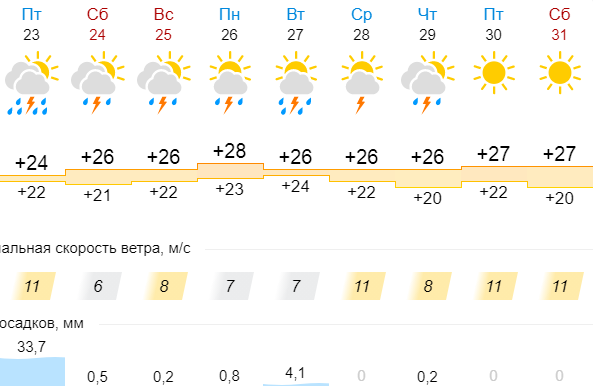 Пт Сб Вс Пн Вт Ср Чт Пт Сб
23 24 25 26 27 28 29 30 31
+24 +26 +26 +28 +26 +26 +26 +27 +27
+22 +21 +22 +23 +24 +22 +20 +22 +20
альная скорость ветра, м/с
11 6 8 7 7 11 8 11 11
осадков, мм
33,7 0,5 0,2 0,8 4,1 0 0,2 0 0